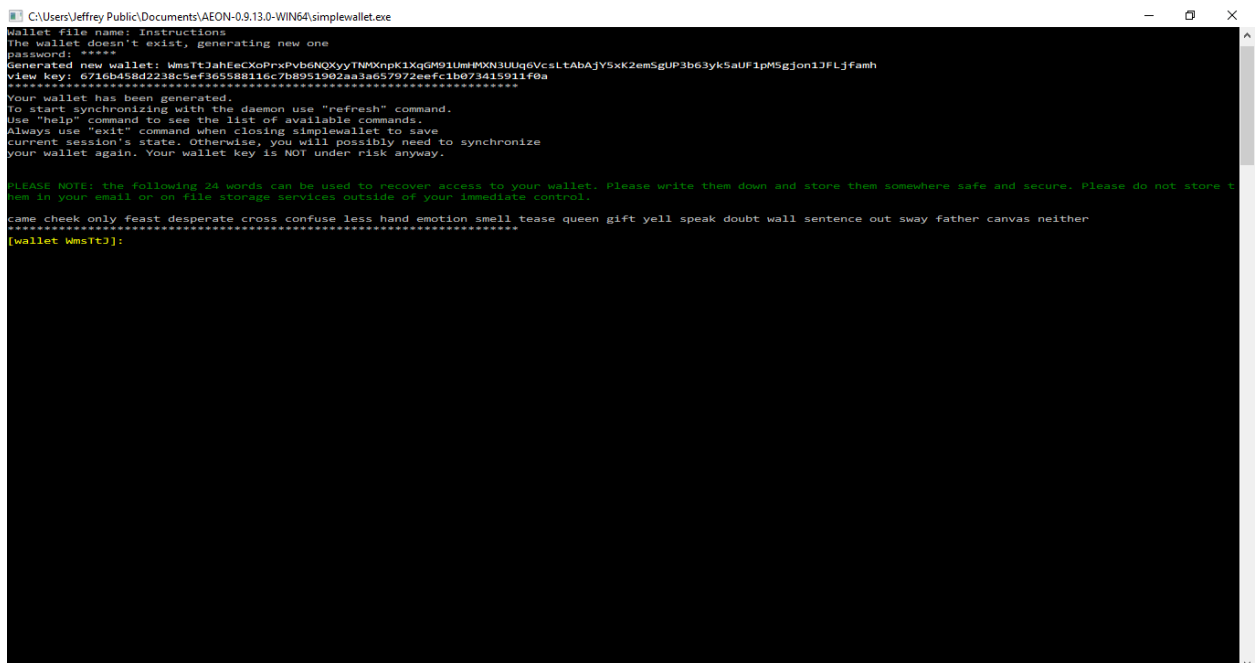 C:\Users\Jeffrey Public\Documents\AEON-0.9.13.0-WIN64\simplewallet.exe
Wallet file name: Instructions
The wallet doesn't exist, generating new one
password: *****
Generated new wallet: WmsTtJahEeCXoPrxPvb6NQXyyTNMXnpK1XqGM91UmHMXN3UUq6VcsLtAbAjY5xK2emSgUP3b63yk5aUF1pM5gjon1JFLjfamh
view key: 6716b458d2238c5ef365588116c7b8951902aa3a657972eefc1b073415911f0a
**********************************************************************
Your wallet has been generated.
To start synchronizing with the daemon use "refresh" command.
Use "help" command to see the list of available commands.
Always use "exit" command when closing simplewallet to save
current session's state. Otherwise, you will possibly need to synchronize
your wallet again. Your wallet key is NOT under risk anyway.
PLEASE NOTE: the following 24 words can be used to recover access to your wallet. Please write them down and store them somewhere safe and secure. Please do not store t
hem in your email or on file storage services outside of your immediate control.
came cheek only feast desperate cross confuse less hand emotion smell tease queen gift yell speak doubt wall sentence out sway father canvas neither
**********************************************************************
[wallet WmsTtJ]: